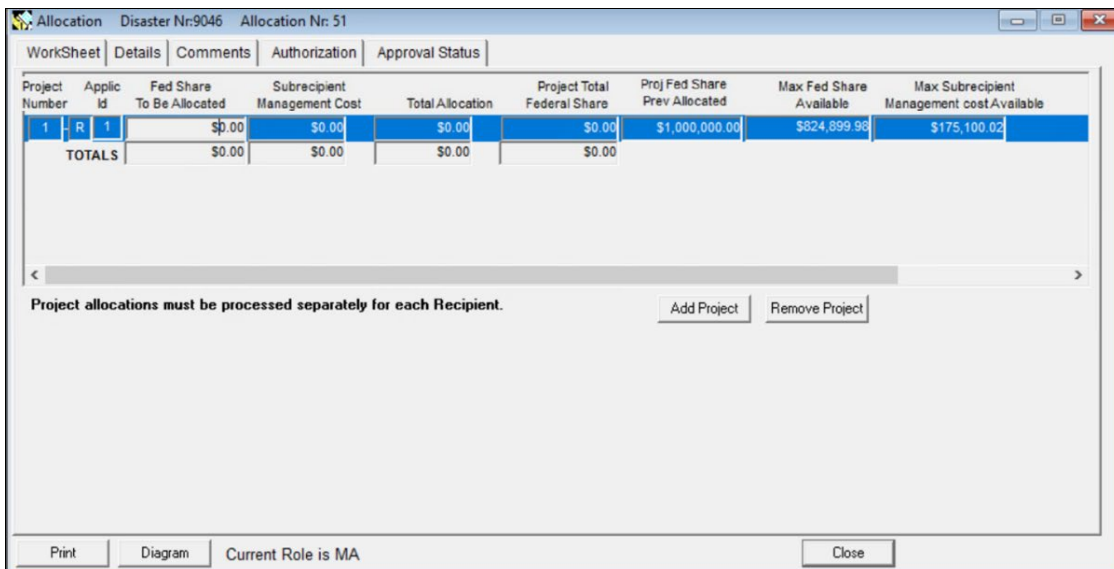 Allocation Disaster Nr:9046 Allocation Nr: 51
WorkSheet Details Comments Authorization Approval Status
Project Number Applic Id Fed Share To Be Allocated Subrecipient Management Cost Total Allocation Project Total Federal Share Proj Fed Share Prev Allocated Max Fed Share Available Max Subrecipient Management cost Available
1 - R 1 $0.00 $0.00 $0.00 $0.00 $1,000,000.00 $824,899.98 $175,100.02
TOTALS $0.00 $0.00 $0.00 $0.00
Project allocations must be processed separately for each Recipient. Add Project Remove Project
Print Diagram Current Role is MA Close